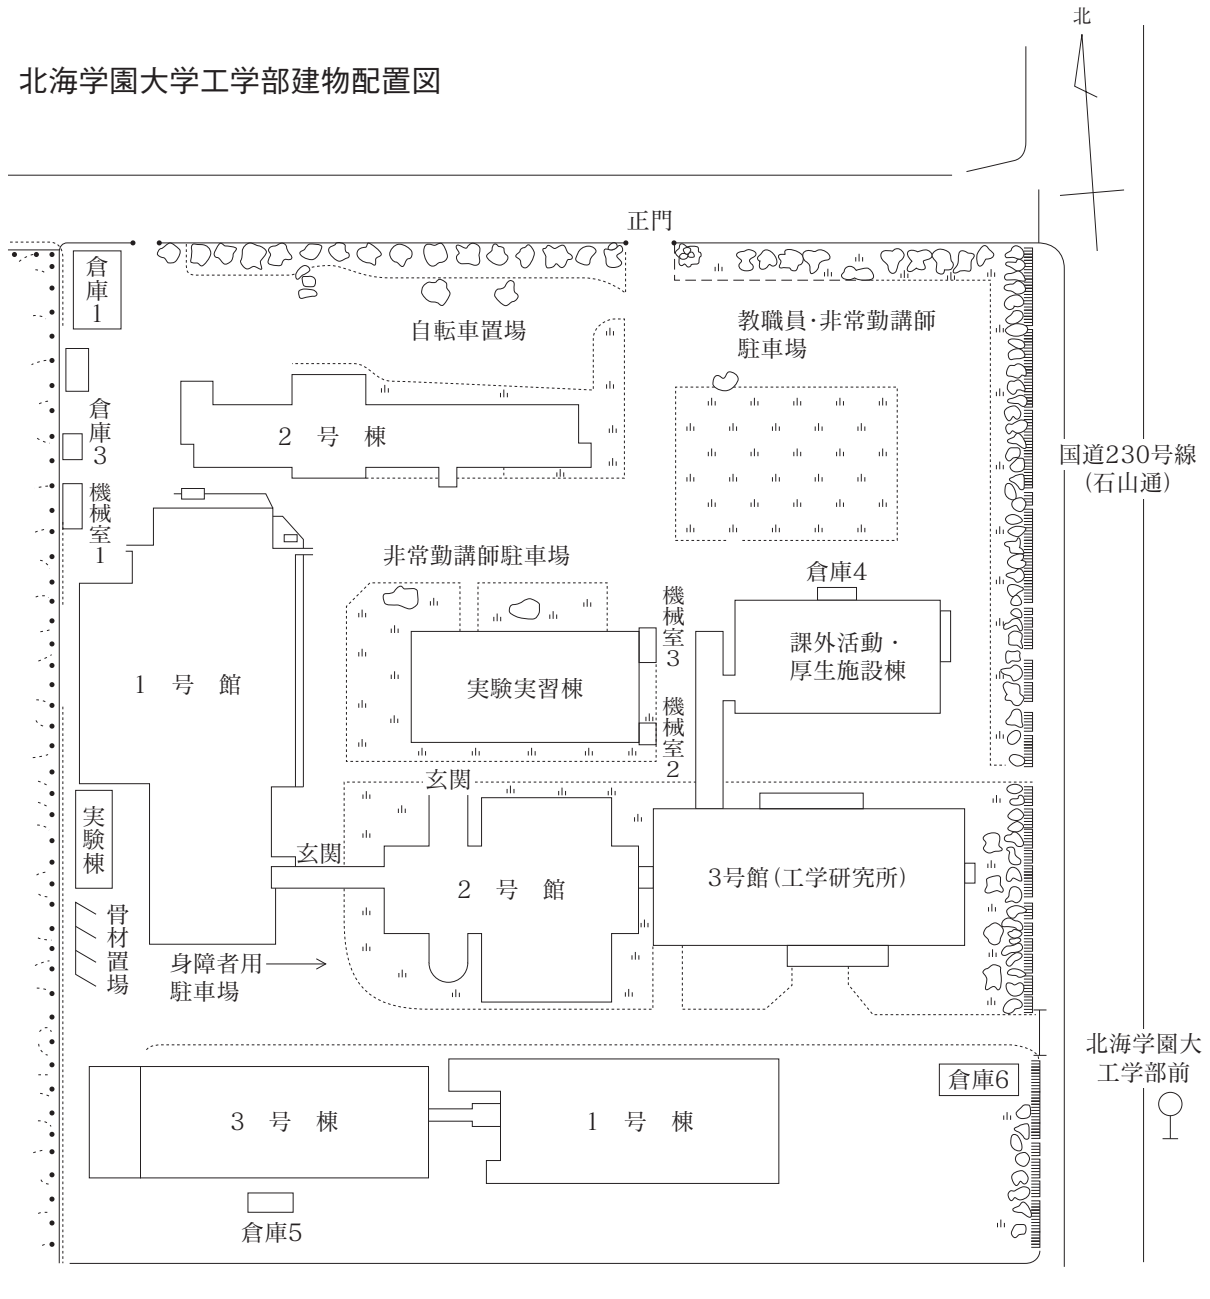 北
北海学園大学工学部建物配置図
正門
倉庫1
自転車置場
教職員・非常勤講師
駐車場
倉庫3
2号棟
国道230号線
(石山通)
機械室1
非常勤講師駐車場
倉庫4
機械室3
課外活動・
厚生施設棟
1号館
実験実習棟
機械室2
玄関
実験棟
玄関
2号館
3号館(工学研究所)
骨材置場
身障者用
駐車場
北海学園大
工学部前
倉庫6
3号棟
1号棟
倉庫5